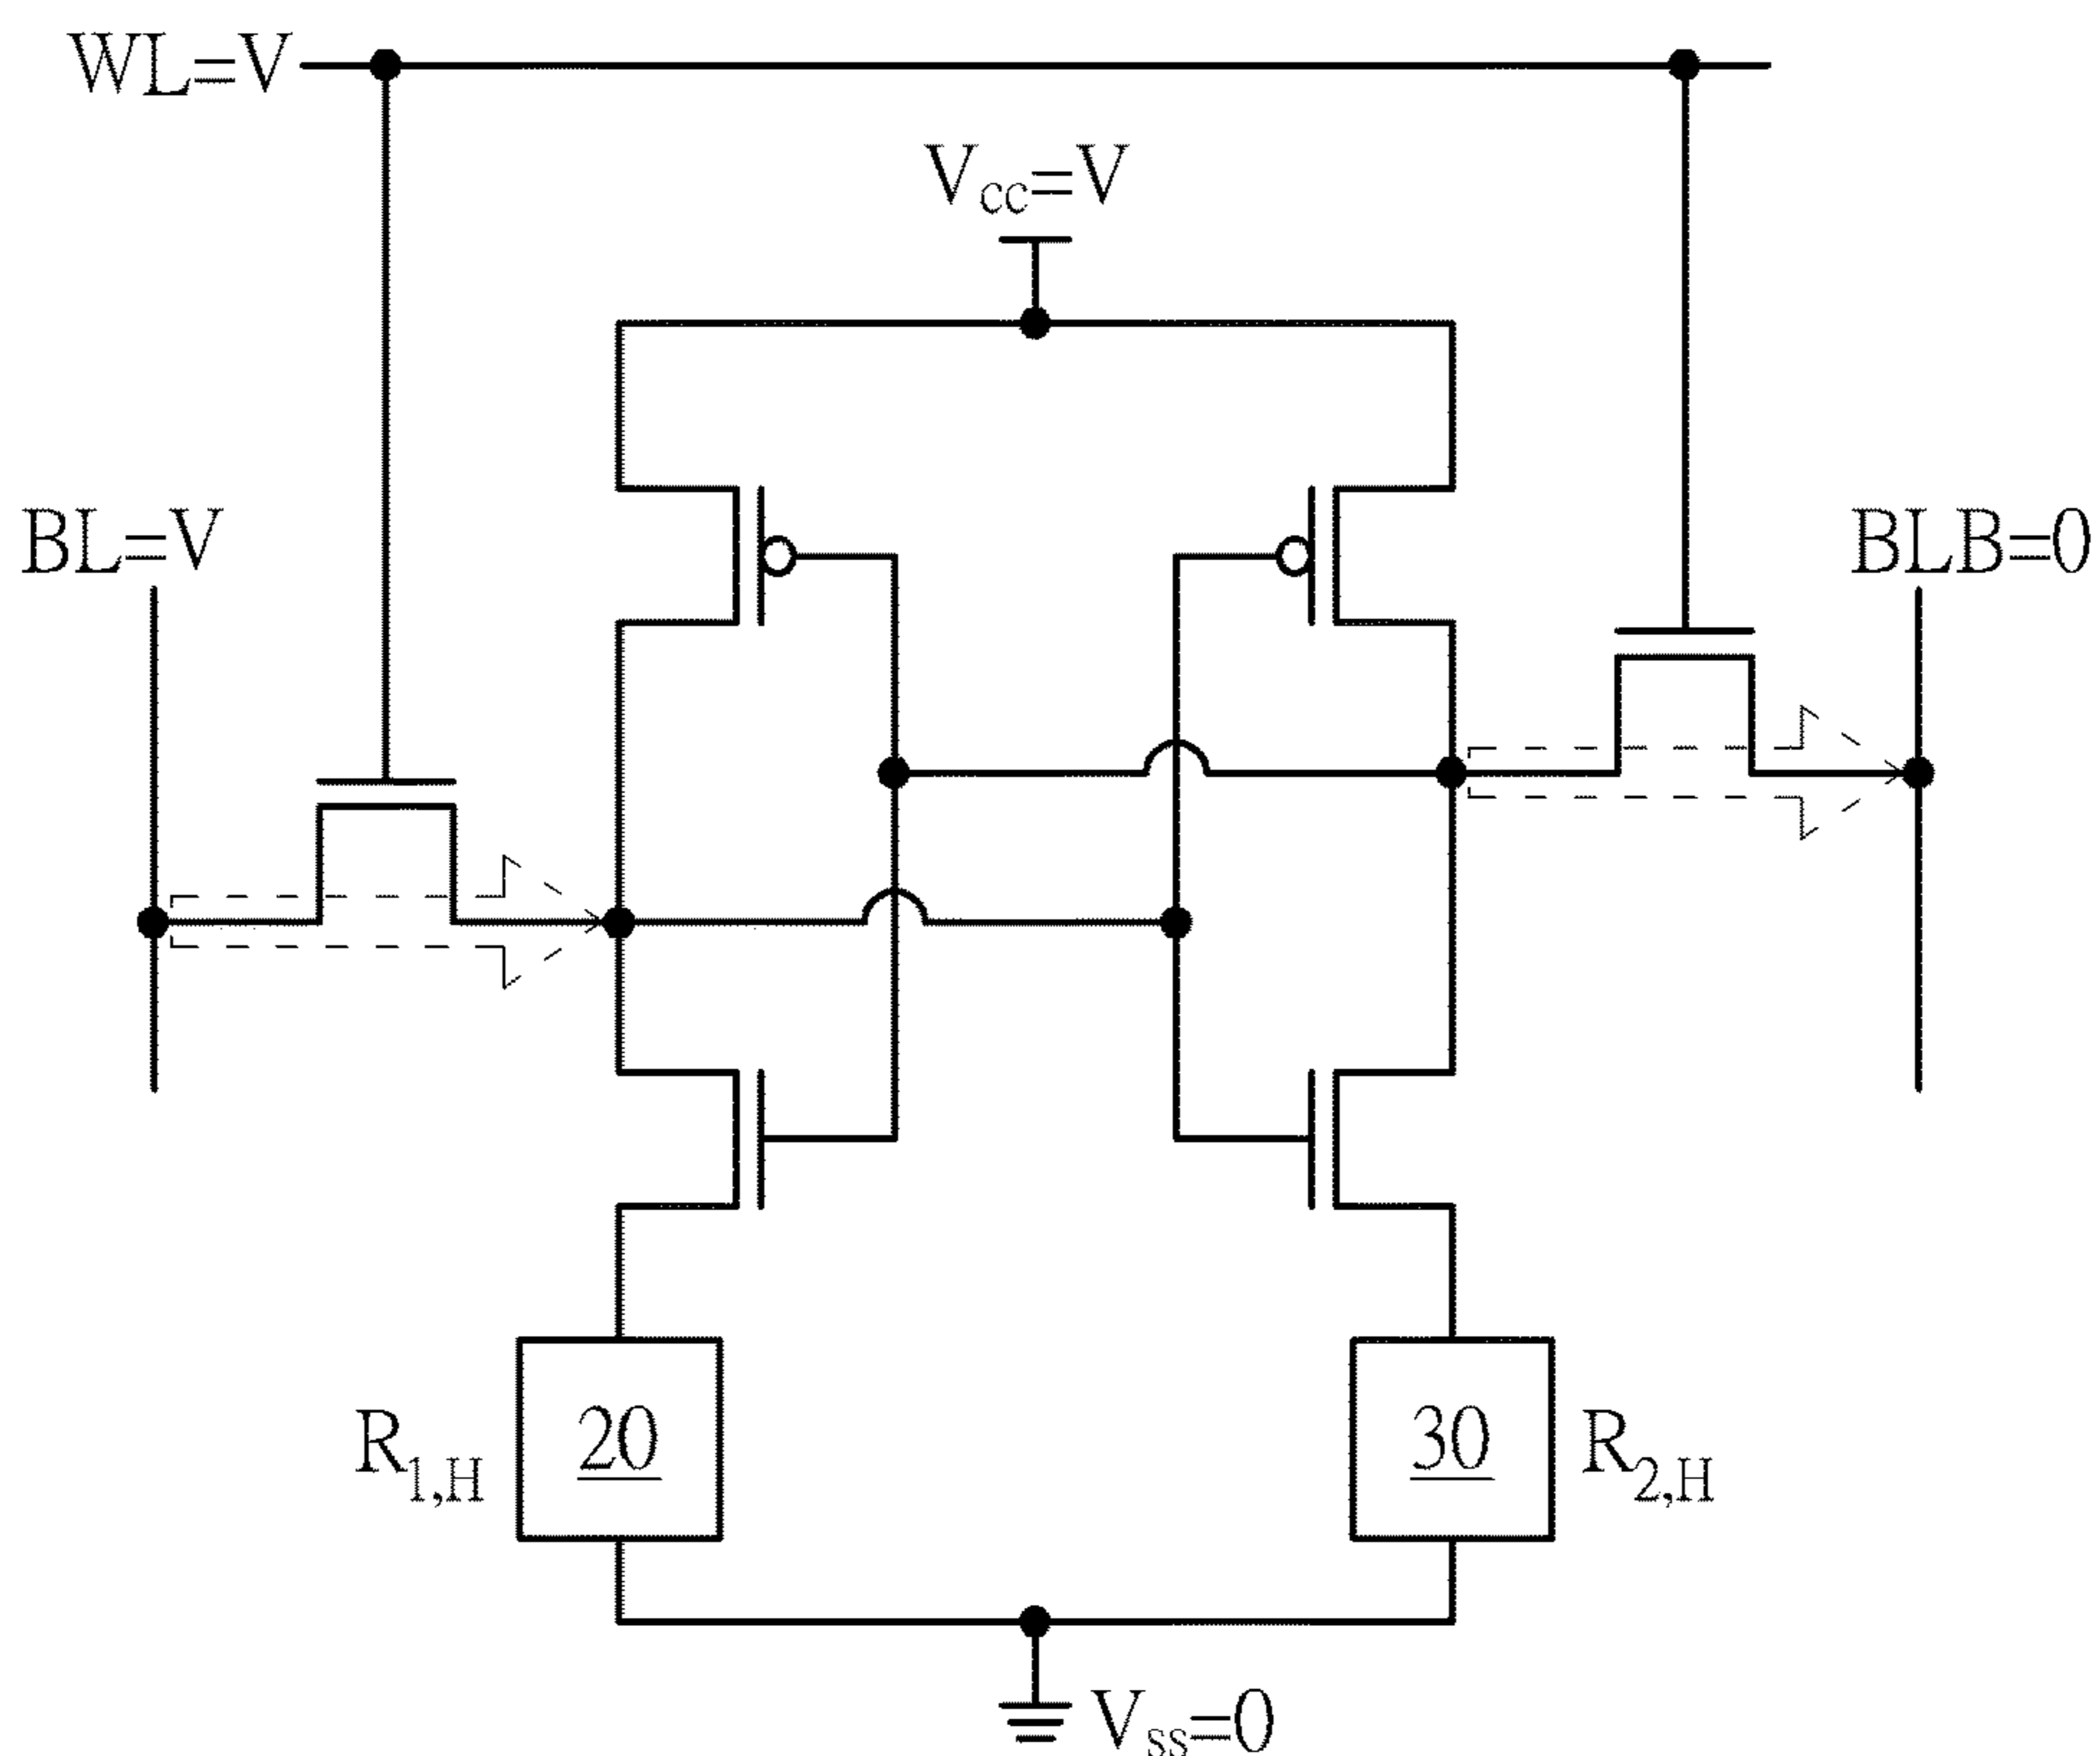 WL=V
Vcc=V
BL=V
BLB=0
R1,H
20
30
R2,H
Vss=0